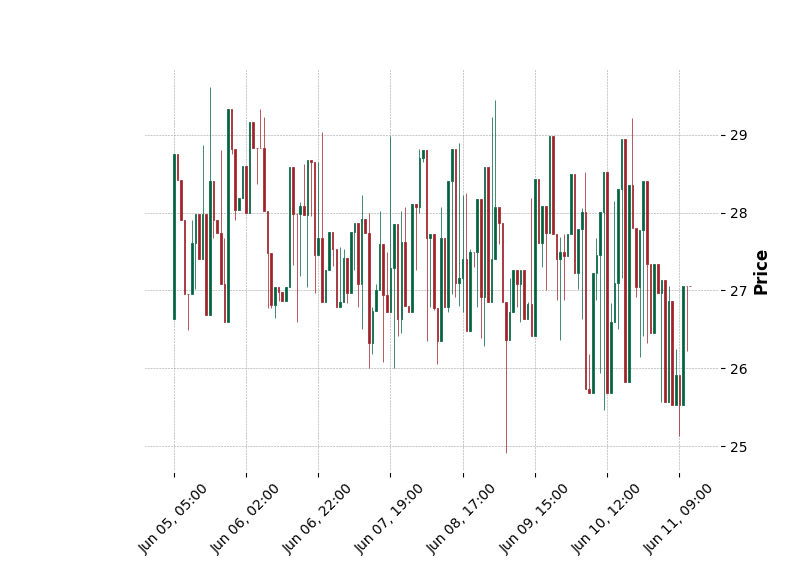 29
28
27
26
25
Price
Jun 05, 05:00
Jun 06, 02:00
Jun 06, 22:00
Jun 07, 19:00
Jun 08, 17:00
Jun 09, 15:00
Jun 10, 12:00
Jun 11, 09:00